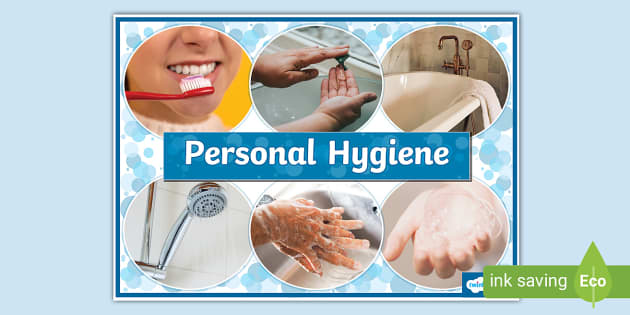 Personal Hygiene
ink saving
Eco